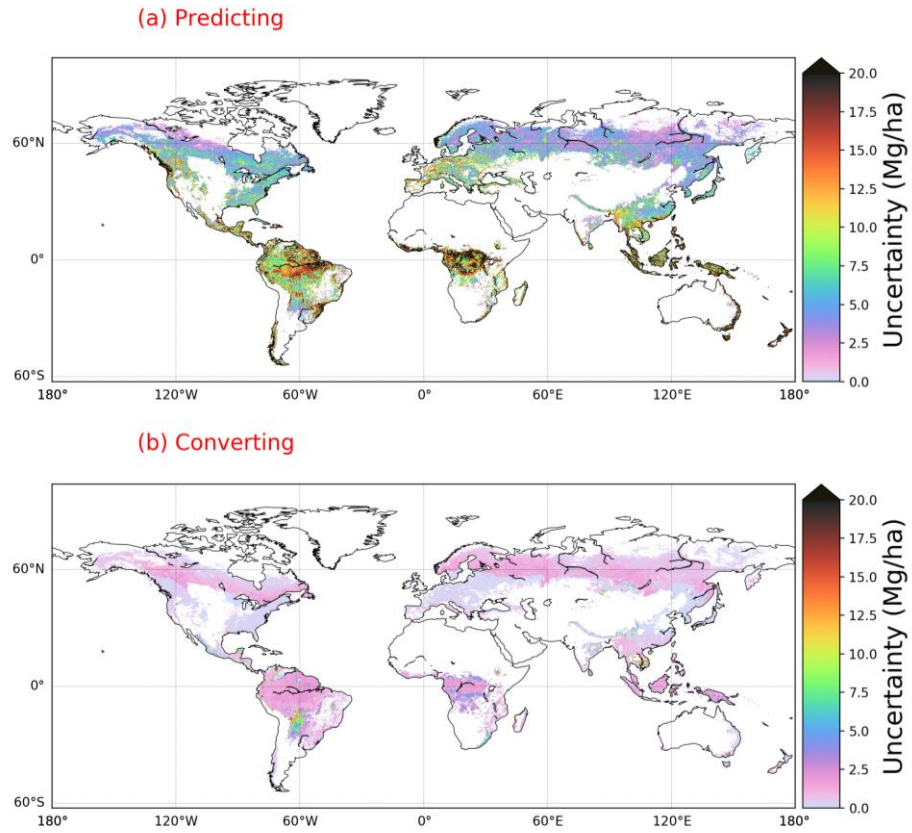 (a) Predicting
60°N
0°
60°S
180°
120°W
60°W
0°
60°E
120°E
180°
20.0
17.5
15.0
12.5
10.0
7.5
5.0
2.5
0.0
Uncertainty (Mg/ha)
(b) Converting
60°N
0°
60°S
180°
120°W
60°W
0°
60°E
120°E
180°
20.0
17.5
15.0
12.5
10.0
7.5
5.0
2.5
0.0
Uncertainty (Mg/ha)